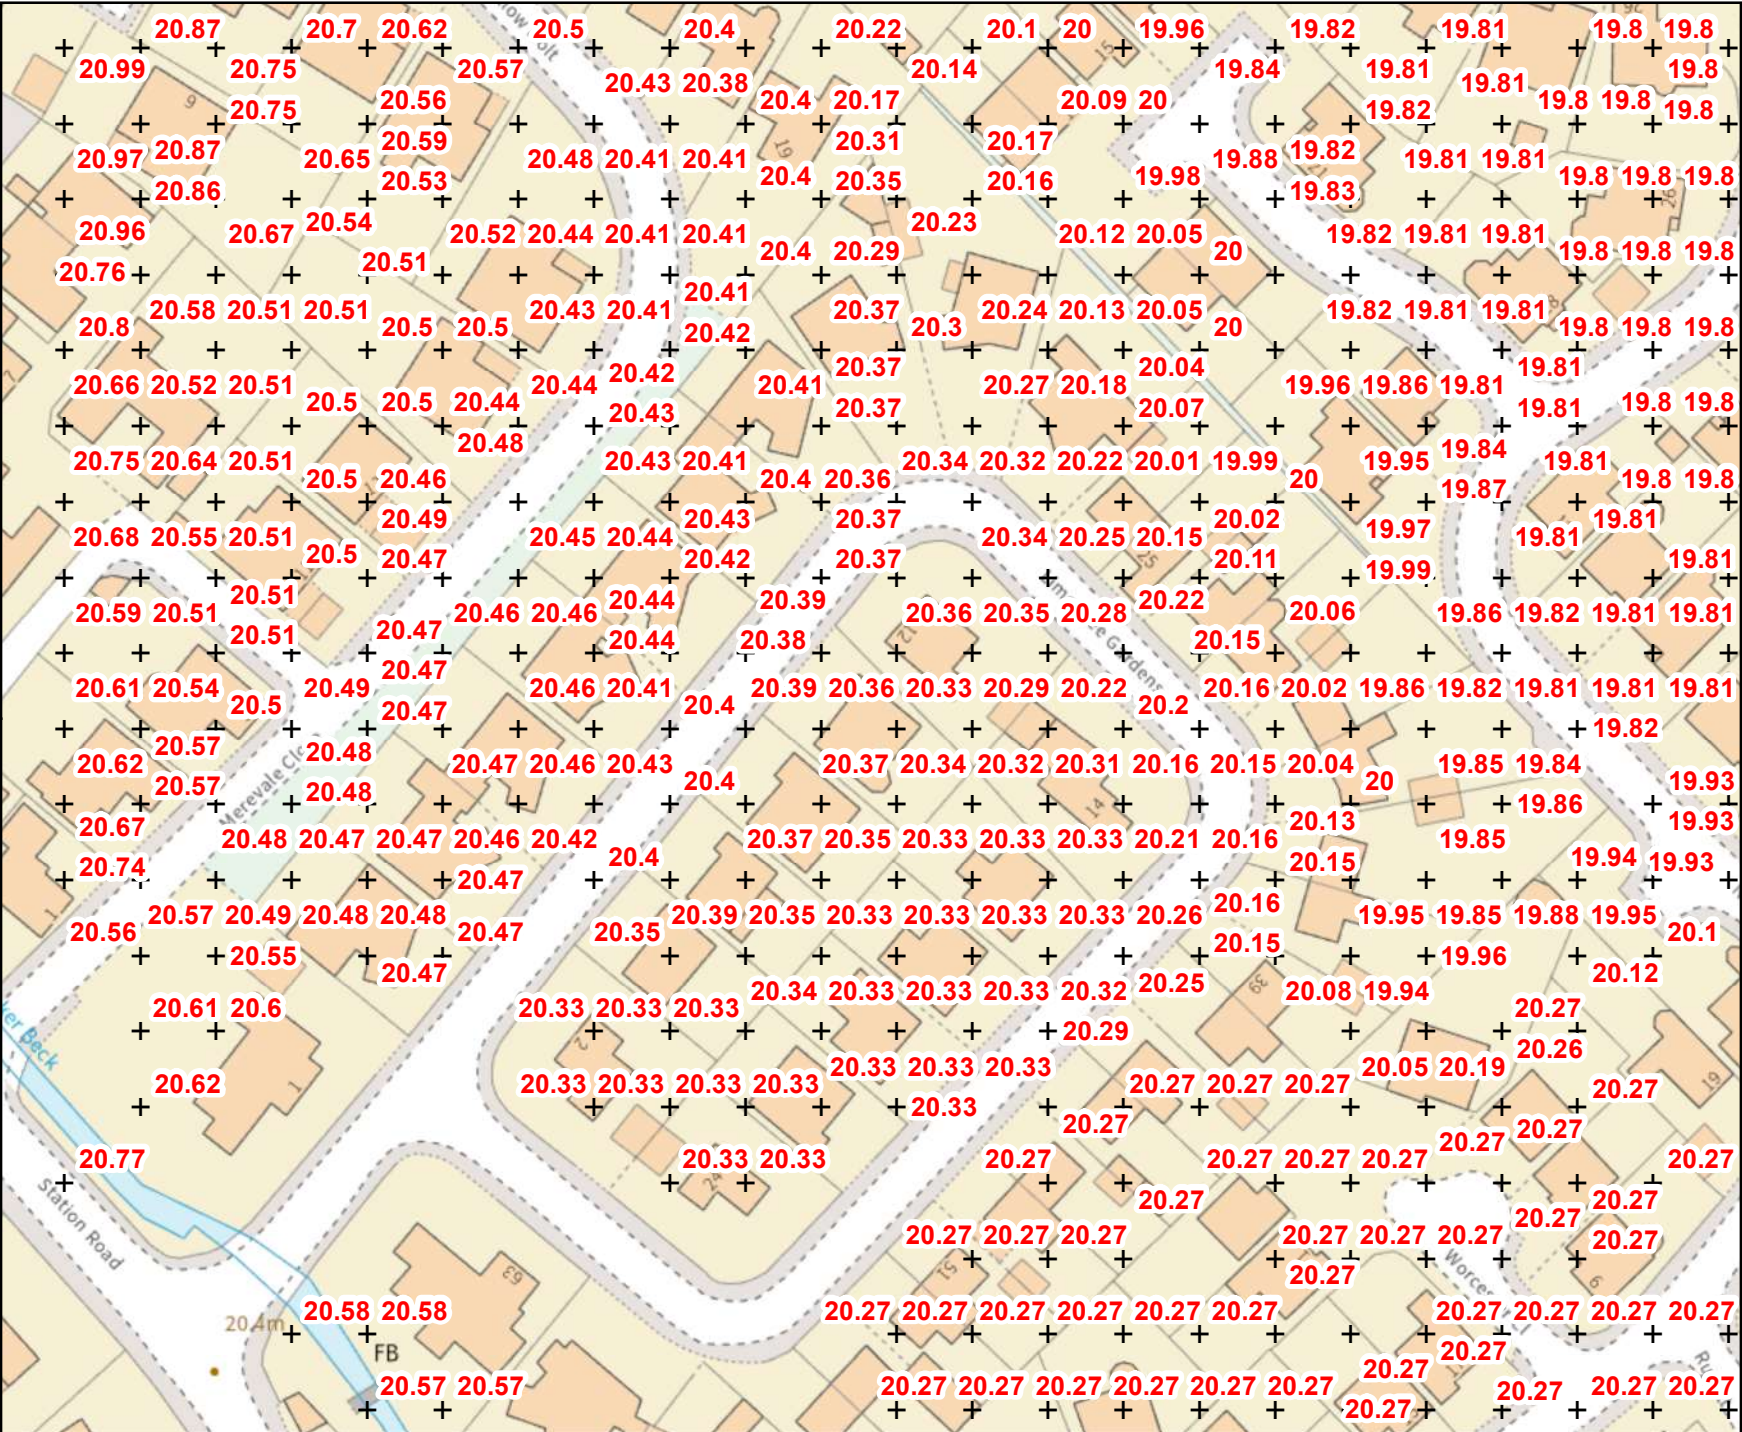 20.87 20.7 20.62 20.5 20.4 20.22 20.1 20 19.96 19.82 19.81 19.8 19.8
20.99 20.75 20.57 20.43 20.38 20.14 19.84 19.81 19.81 19.8
20.75 20.56 20.4 20.17 20.09 20 19.82 19.8 19.8 19.8
9 15 19
20.97 20.87 20.65 20.59 20.48 20.41 20.41 20.31 20.17 19.88 19.82 19.81 19.81
20.86 20.53 20.4 20.35 20.16 19.98 19.83 19.8 19.8 19.8
26
20.96 20.67 20.54 20.52 20.44 20.41 20.41 20.23 20.12 20.05 19.82 19.81 19.81
20.76 20.51 20.4 20.29 20 19.8 19.8 19.8
20.58 20.51 20.51 20.43 20.41 20.41 20.37 20.24 20.13 20.05 19.82 19.81 19.81
20.8 20.5 20.5 20.42 20.3 20 19.8 19.8 19.8
20.66 20.52 20.51 20.44 20.42 20.41 20.37 20.27 20.18 20.04 19.96 19.86 19.81 19.81
20.5 20.5 20.44 20.43 20.37 20.07 19.81 19.8 19.8
20.48
20.75 20.64 20.51 20.43 20.41 20.34 20.32 20.22 20.01 19.99 19.95 19.84 19.81
20.5 20.46 20.4 20.36 20 19.87 19.8 19.8
20.68 20.55 20.51 20.49 20.45 20.44 20.43 20.37 20.34 20.25 20.15 20.02 19.97 19.81 19.81
20.5 20.47 20.42 20.37 25 20.11 19.99 19.81
20.59 20.51 20.51 20.46 20.46 20.44 20.39 20.36 20.35 20.28 20.22 20.06 19.86 19.82 19.81 19.81
20.51 20.47 20.44 20.38 12 20.15
Gardens
20.61 20.54 20.49 20.47 20.46 20.41 20.39 20.36 20.33 20.29 20.22 20.16 20.02 19.86 19.82 19.81 19.81 19.81
20.5 20.47 20.4 20.2 19.82
20.62 20.57 20.48 20.47 20.46 20.43 20.37 20.34 20.32 20.31 20.16 20.15 20.04 19.85 19.84
20.57 20.48 20.4 20 19.86 19.93
Merevale Clo
14
20.67 20.48 20.47 20.47 20.46 20.42 20.37 20.35 20.33 20.33 20.33 20.21 20.16 20.13 19.85 19.93
20.74 20.47 20.4 20.15 19.94 19.93
1
20.57 20.49 20.48 20.48 20.39 20.35 20.33 20.33 20.33 20.33 20.26 20.16 19.95 19.85 19.88 19.95
20.56 20.55 20.47 20.35 20.15 19.96 20.1
20.47 20.25 20.12
20.61 20.6 20.33 20.33 20.33 20.34 20.33 20.33 20.33 20.32 39 20.08 19.94 20.27
ker Beck
2 20.29 20.26
20.62 1 20.33 20.33 20.33 20.33 20.33 20.33 20.33 20.27 20.27 20.27 20.05 20.19 20.27 19
20.33 20.27 20.27
20.77 20.33 20.33 20.27 20.27 20.27 20.27 20.27 20.27
24 20.27 20.27
Station Road
20.27 20.27 20.27 20.27 20.27 20.27 20.27 20.27
63 51 20.27 9
Worces
20.58 20.58 20.27 20.27 20.27 20.27 20.27 20.27 20.27 20.27 20.27 20.27
20.4m
FB 20.27
20.57 20.57 20.27 20.27 20.27 20.27 20.27 20.27 20.27 20.27 20.27 20.27
20.27